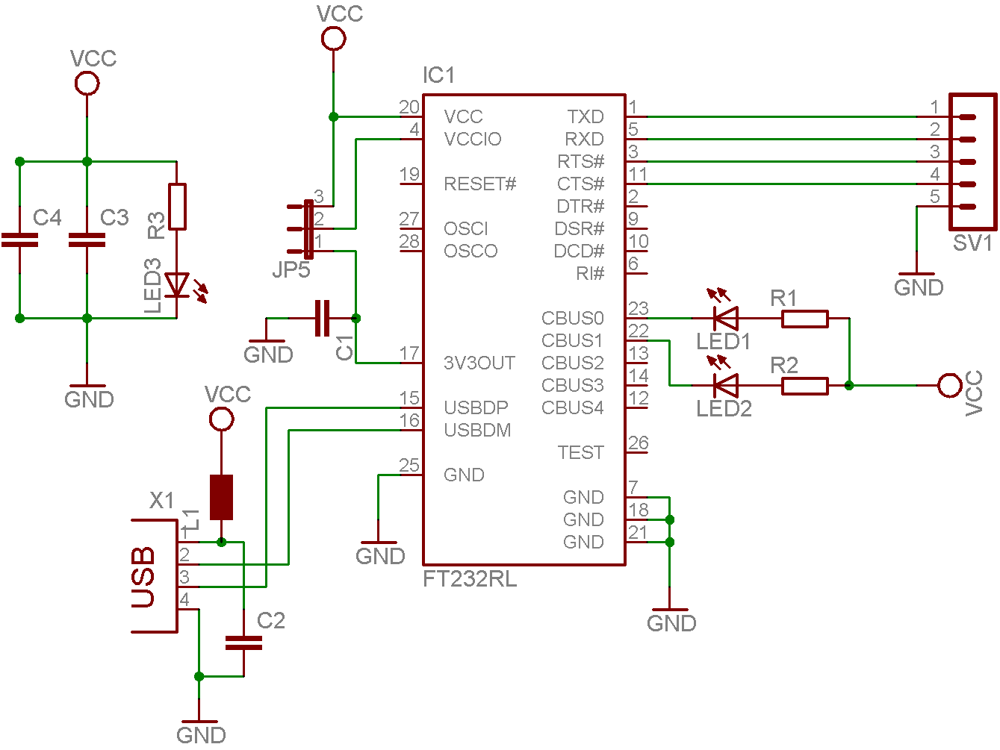 VCC
VCC
C4
C3
R3
LED3
GND
IC1
20 VCC
4 VCCIO
19 RESET#
27 OSCI
28 OSCO
17 3V3OUT
15 USBDP
16 USBDM
25 GND
TXD 1
RXD 5
RTS# 3
CTS# 11
DTR# 2
DSR# 9
DCD# 10
RI# 6
CBUS0 23
CBUS1 22
CBUS2 13
CBUS3 14
CBUS4 12
TEST 26
GND 7
GND 18
GND 21
FT232RL
3
2
1
JP5
GND
C1
1
2
3
4
5
SV1
GND
LED1
R1
LED2
R2
VCC
VCC
L1
X1
USB
1
2
3
4
C2
GND
GND
GND